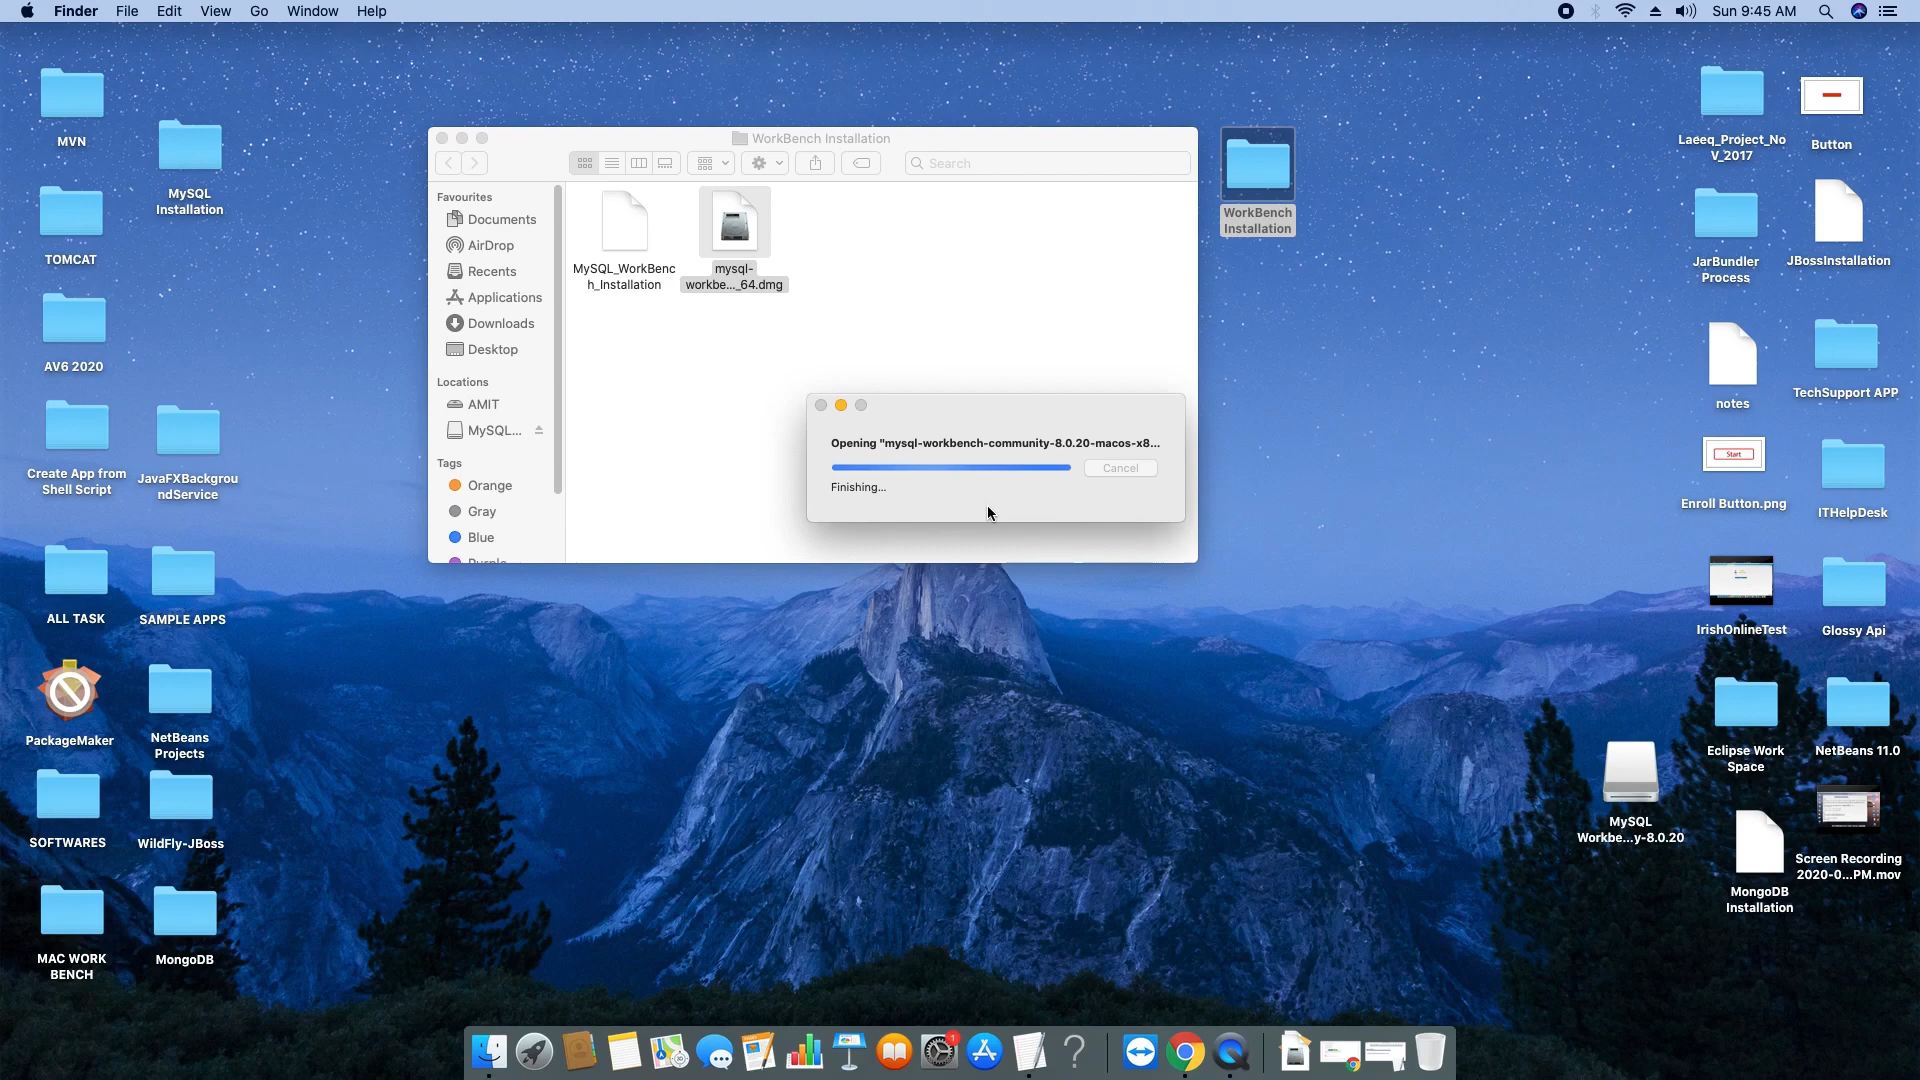 Finder File Edit View Go Window Help
Sun 9:45 AM
MVN
MySQL
Installation
TOMCAT
AV6 2020
Create App from
Shell Script
JavaFXBackgrou
ndService
ALL TASK
SAMPLE APPS
PackageMaker
NetBeans
Projects
SOFTWARES
WildFly-JBoss
MAC WORK
BENCH
MongoDB
WorkBench Installation
Search
Favourites
Documents
AirDrop
Recents
Applications
Downloads
Desktop
Locations
AMIT
MySQL...
Tags
Orange
Gray
Blue
Purple
MySQL_WorkBenc
h_Installation
mysql-
workbe..._64.dmg
Opening "mysql-workbench-community-8.0.20-macos-x8...
Cancel
Finishing...
WorkBench
Installation
Laeeq_Project_No
V_2017
Button
JarBundler
Process
JBossInstallation
notes
TechSupport APP
Start
Enroll Button.png
ITHelpDesk
IrishOnlineTest
Glossy Api
Eclipse Work
Space
NetBeans 11.0
MySQL
Workbe...y-8.0.20
MongoDB
Installation
Screen Recording
2020-0...PM.mov
1